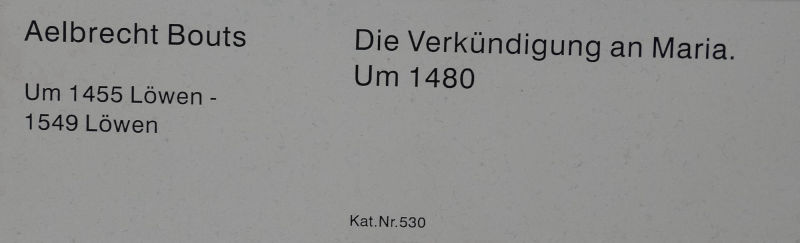 Aelbrecht Bouts
Um 1455 Löwen -
1549 Löwen
Die Verkündigung an Maria.
Um 1480
Kat.Nr.530